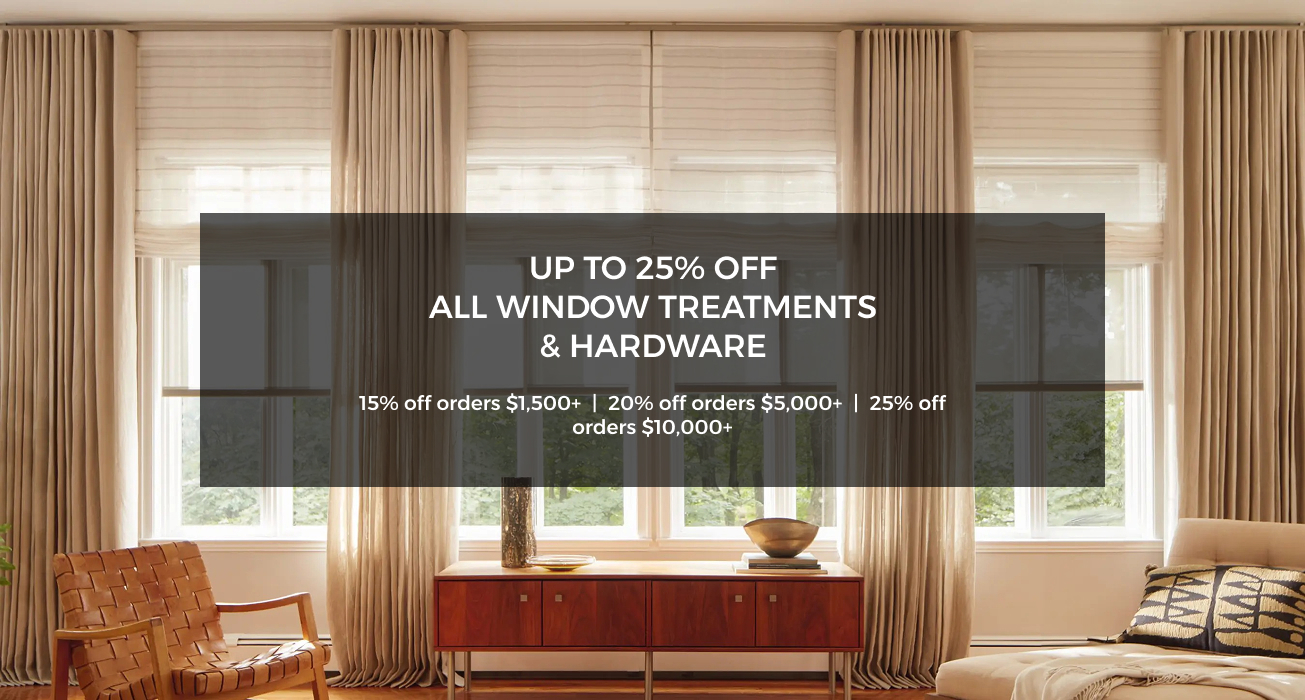 UP TO 25% OFF
ALL WINDOW TREATMENTS
& HARDWARE
15% off orders $1,500+ | 20% off orders $5,000+ | 25% off
orders $10,000+